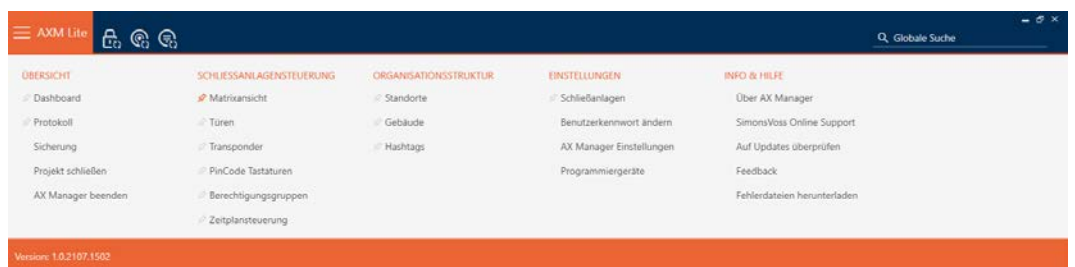 AXM Lite
Globale Suche
ÜBERSICHT
Dashboard
Protokoll
Sicherung
Projekt schließen
AX Manager beenden
SCHLIESSANLAGENSTEUERUNG
Matrixansicht
Türen
Transponder
PinCode Tastaturen
Berechtigungsgruppen
Zeitplansteuerung
ORGANISATIONSSTRUKTUR
Standorte
Gebäude
Hashtags
EINSTELLUNGEN
Schließanlagen
Benutzerkennwort ändern
AX Manager Einstellungen
Programmiergeräte
INFO & HILFE
Über AX Manager
SimonsVoss Online Support
Auf Updates überprüfen
Feedback
Fehlerdateien herunterladen
Version: 1.0.2107.1502